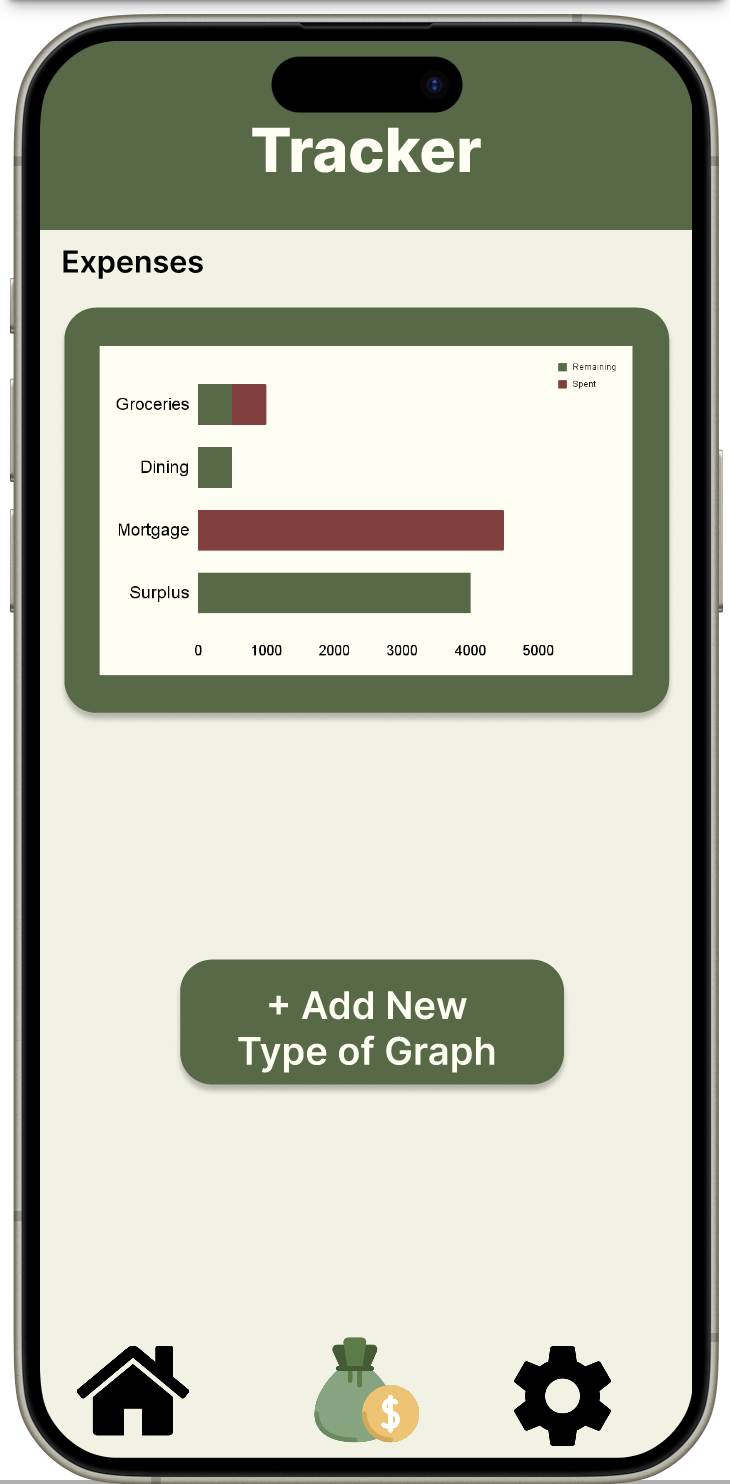 Tracker
Expenses
Remaining
Spent
Groceries
Dining
Mortgage
Surplus
0 1000 2000 3000 4000 5000
+ Add New
Type of Graph
$